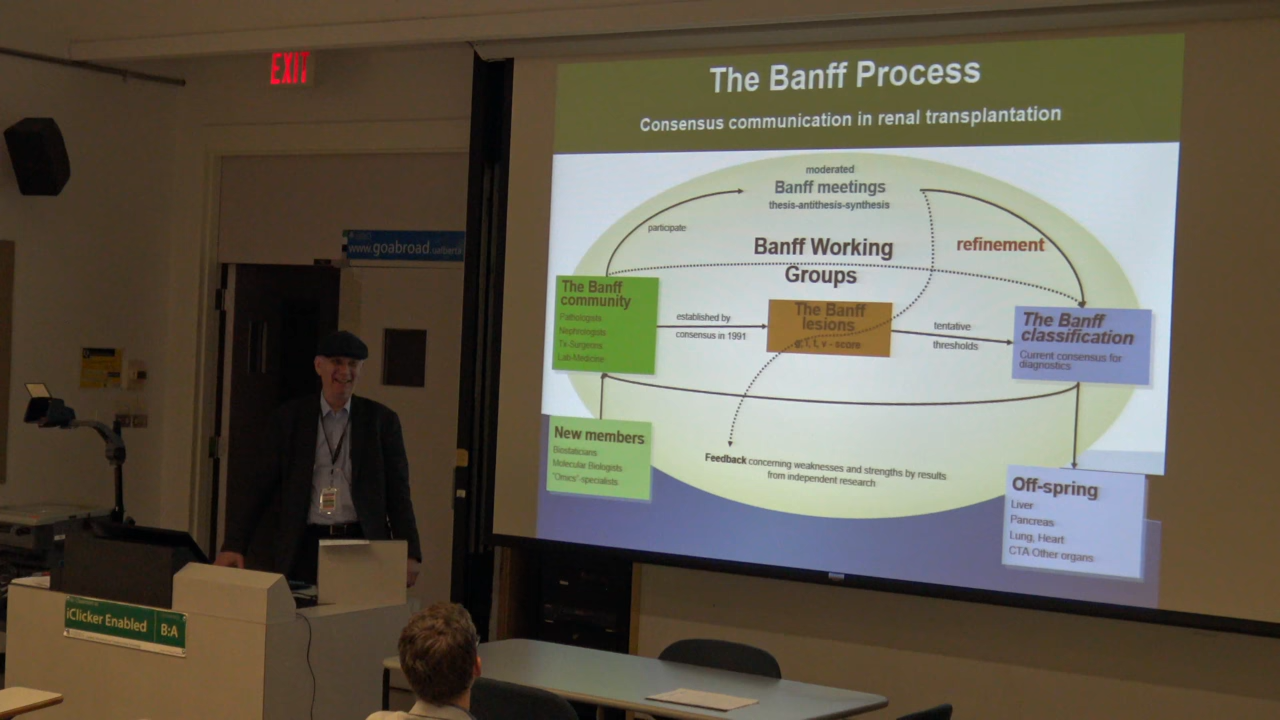 EXIT
www.goabroad.ualberta
iClicker Enabled
B:A
The Banff Process
Consensus communication in renal transplantation
moderated
Banff meetings
thesis-antithesis-synthesis
participate
Banff Working
Groups
refinement
The Banff
community
Pathologists
Nephrologists
Tx-Surgeons
Lab-Medicine
established by
consensus in 1991
The Banff
lesions
g, i, t, v - score
tentative
thresholds
The Banff
classification
Current consensus for
diagnostics
New members
Biostaticians
Molecular Biologists
"Omics"-specialists
Feedback concerning weaknesses and strengths by results
from independent research
Off-spring
Liver
Pancreas
Lung, Heart
CTA Other organs